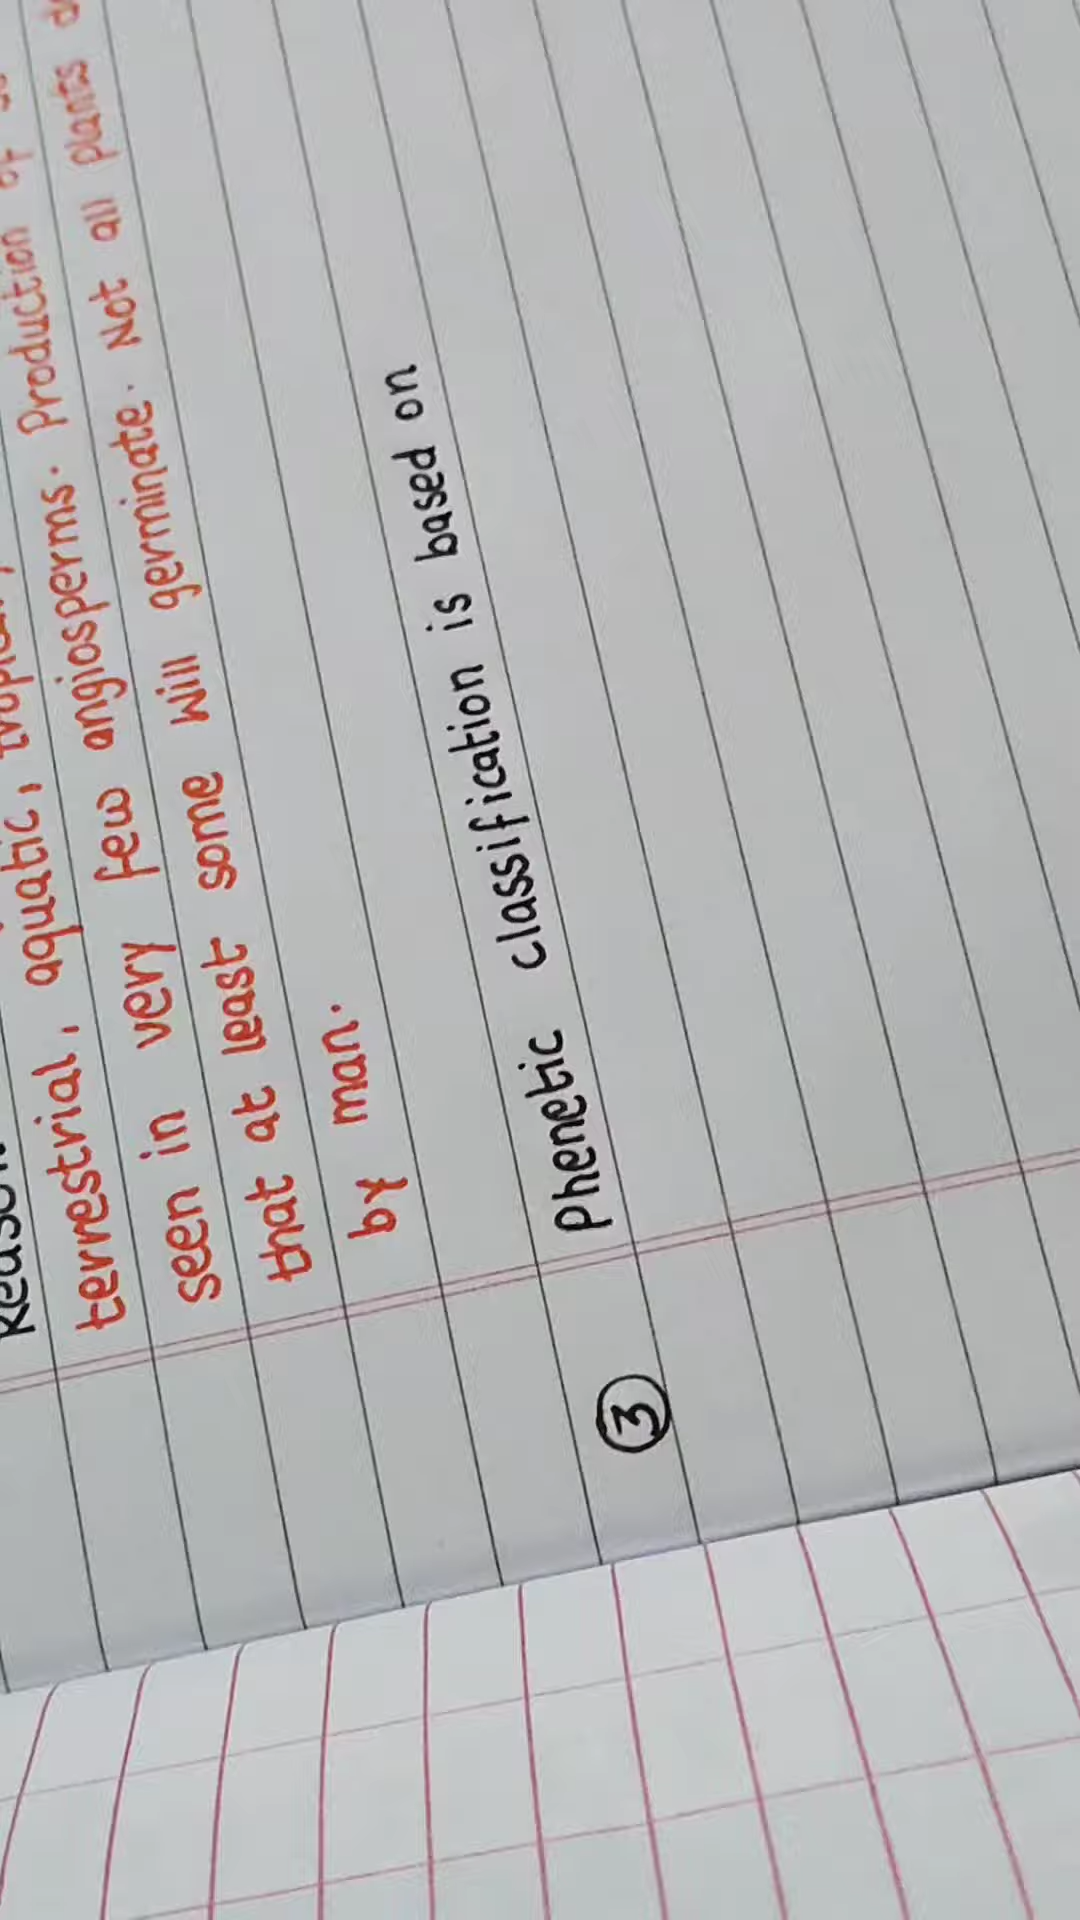 terrestrial, aquatic,
seen in very few angiosperms. Production of
that at least some will germinate. Not all plants
by man.
③ Phenetic classification is based on